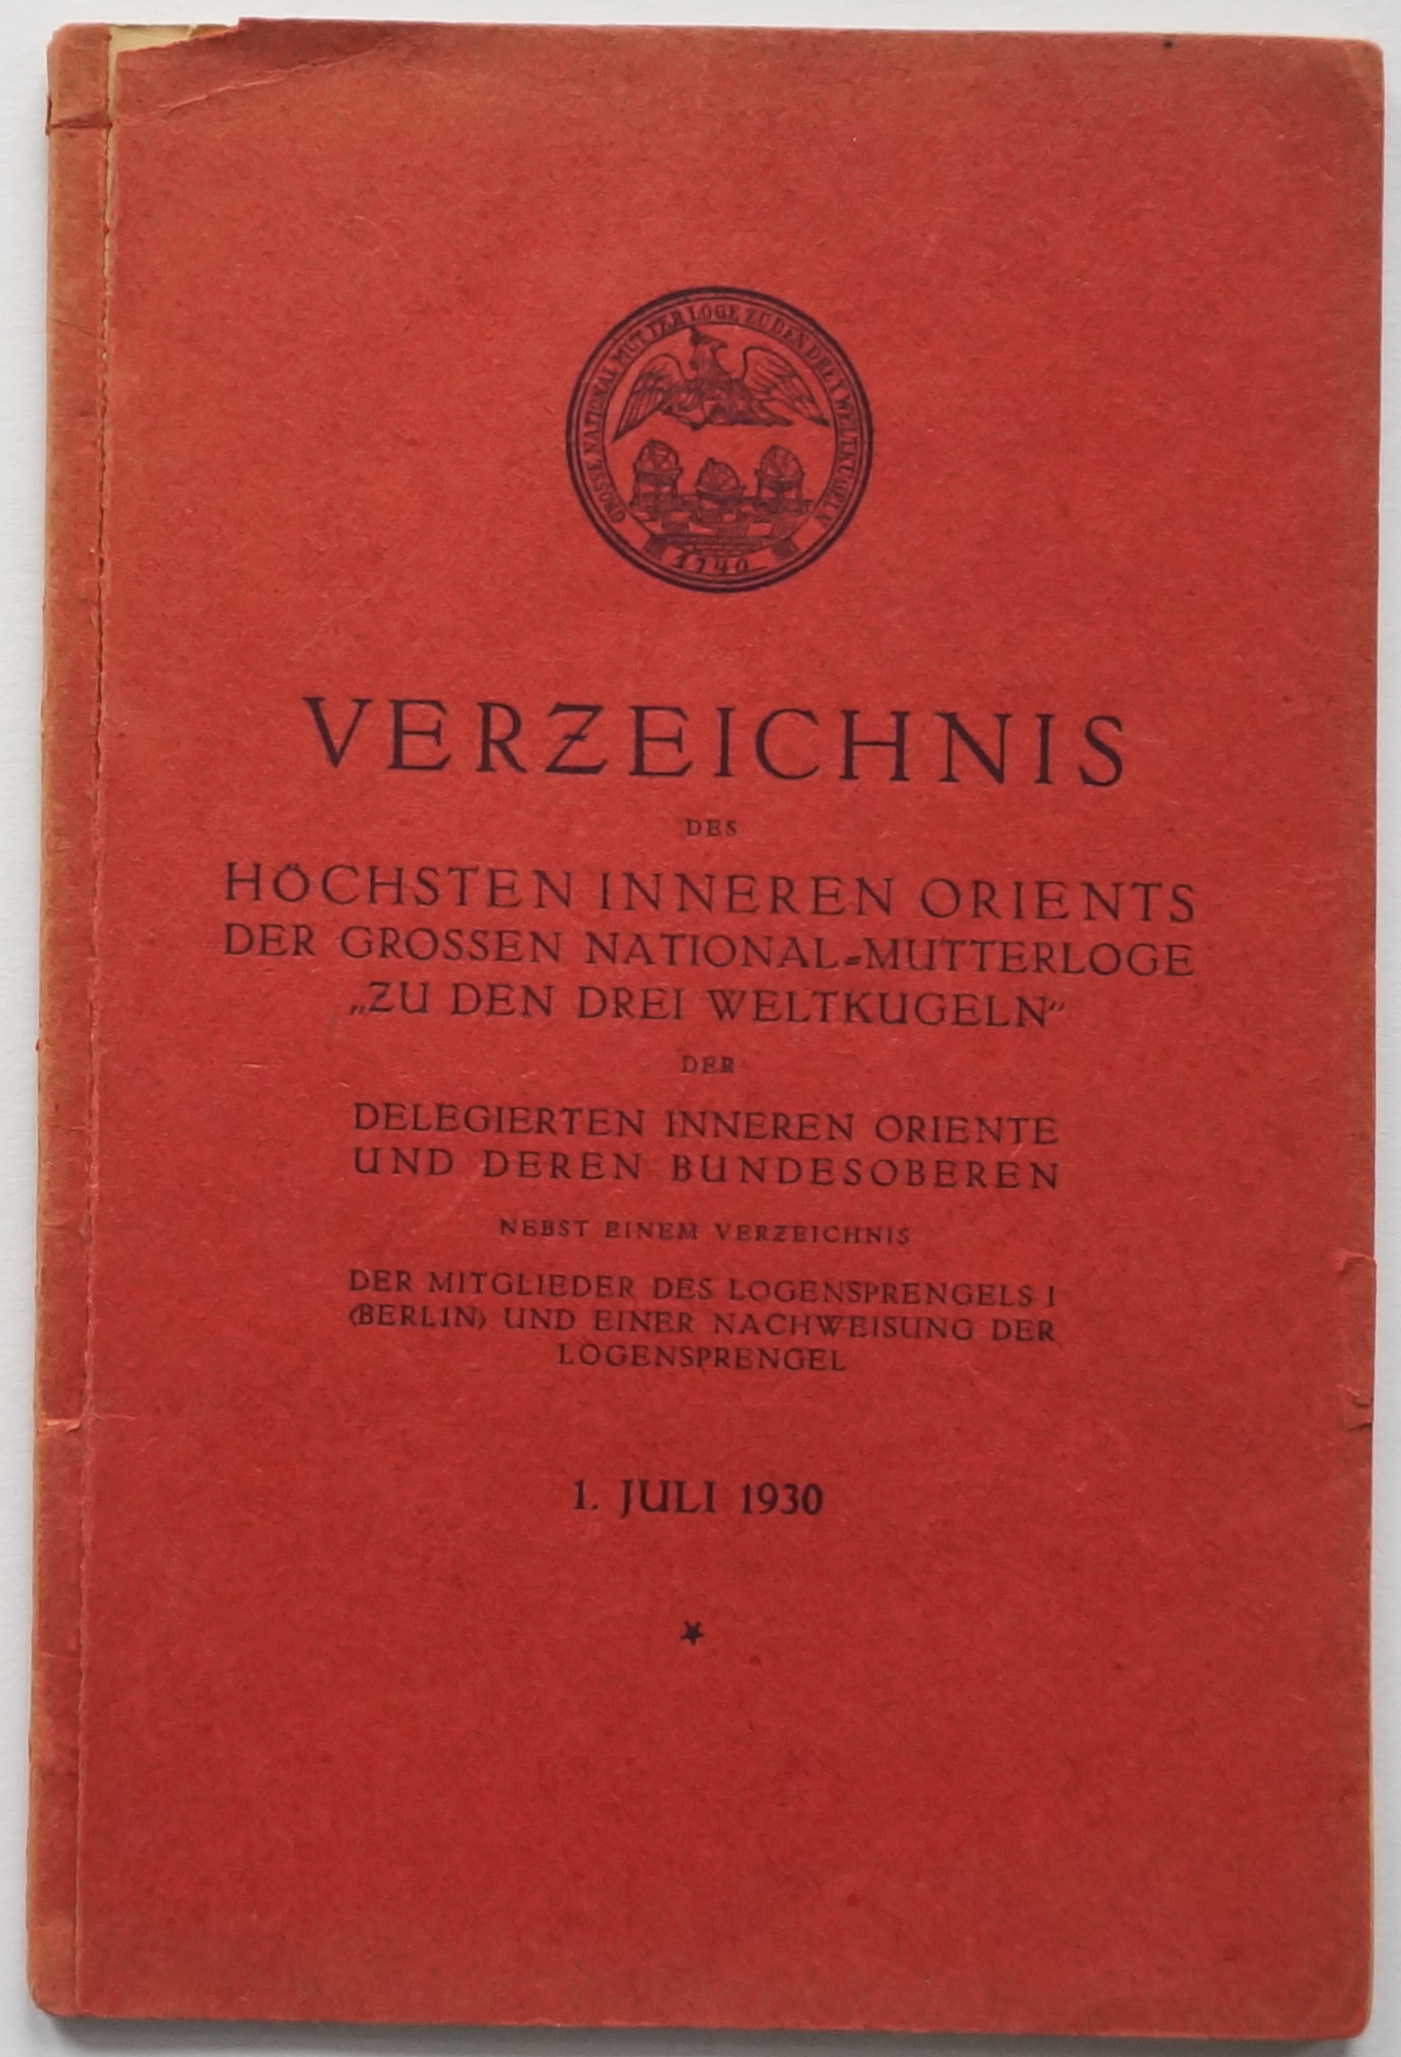 GROSSE NATIONAL MUTTERLOGE ZU DEN DREI WELTKUGELN
1740
VERZEICHNIS
DES
HÖCHSTEN INNEREN ORIENTS
DER GROSSEN NATIONAL-MUTTERLOGE
„ZU DEN DREI WELTKUGELN”
DER
DELEGIERTEN INNEREN ORIENTE
UND DEREN BUNDESOBEREN
NEBST EINEM VERZEICHNIS
DER MITGLIEDER DES LOGENSPRENGELS I
(BERLIN) UND EINER NACHWEISUNG DER
LOGENSPRENGEL
1. JULI 1930